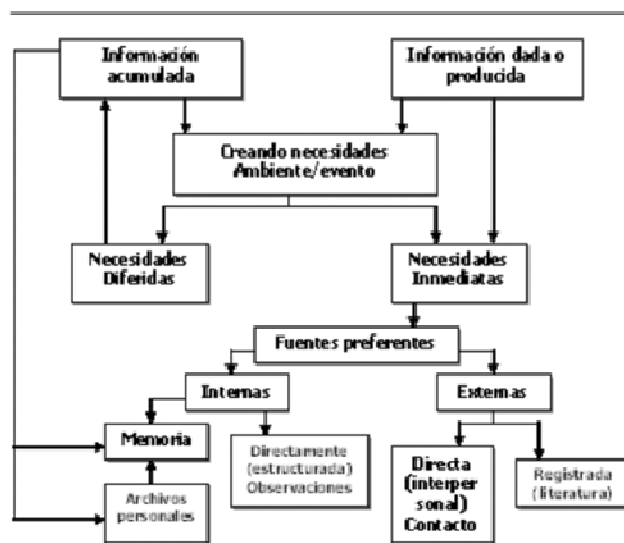 Información
acumulada
Información dada o
producida
Creando necesidades
Ambiente/evento
Necesidades
Diferidas
Necesidades
Inmediatas
Fuentes preferentes
Internas
Externas
Memoria
Directamente
(estructurada)
Observaciones
Directa
(interper
sonal)
Contacto
Registrada
(literatura)
Archivos
personales